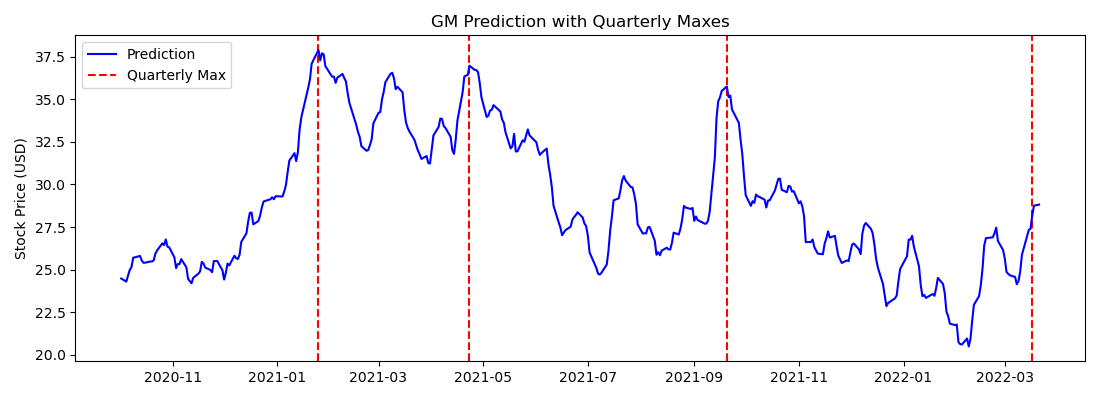 GM Prediction with Quarterly Maxes
Prediction
Quarterly Max
Stock Price (USD)
37.5
35.0
32.5
30.0
27.5
25.0
22.5
20.0
2020-11 2021-01 2021-03 2021-05 2021-07 2021-09 2021-11 2022-01 2022-03